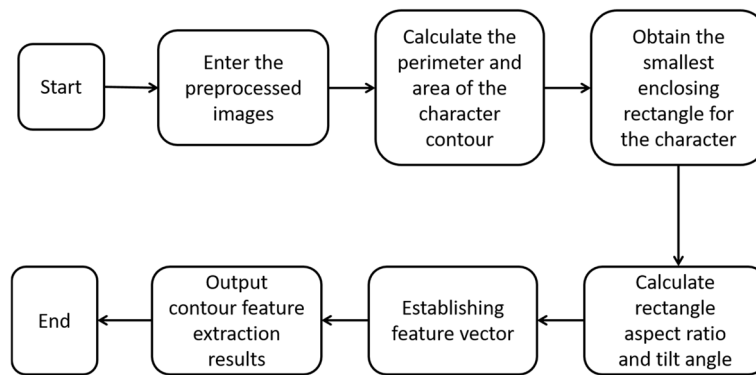 Start
Enter the
preprocessed
images
Calculate the
perimeter and
area of the
character
contour
Obtain the
smallest
enclosing
rectangle for
the character
Calculate
rectangle
aspect ratio
and tilt angle
Establishing
feature vector
Output
contour feature
extraction
results
End